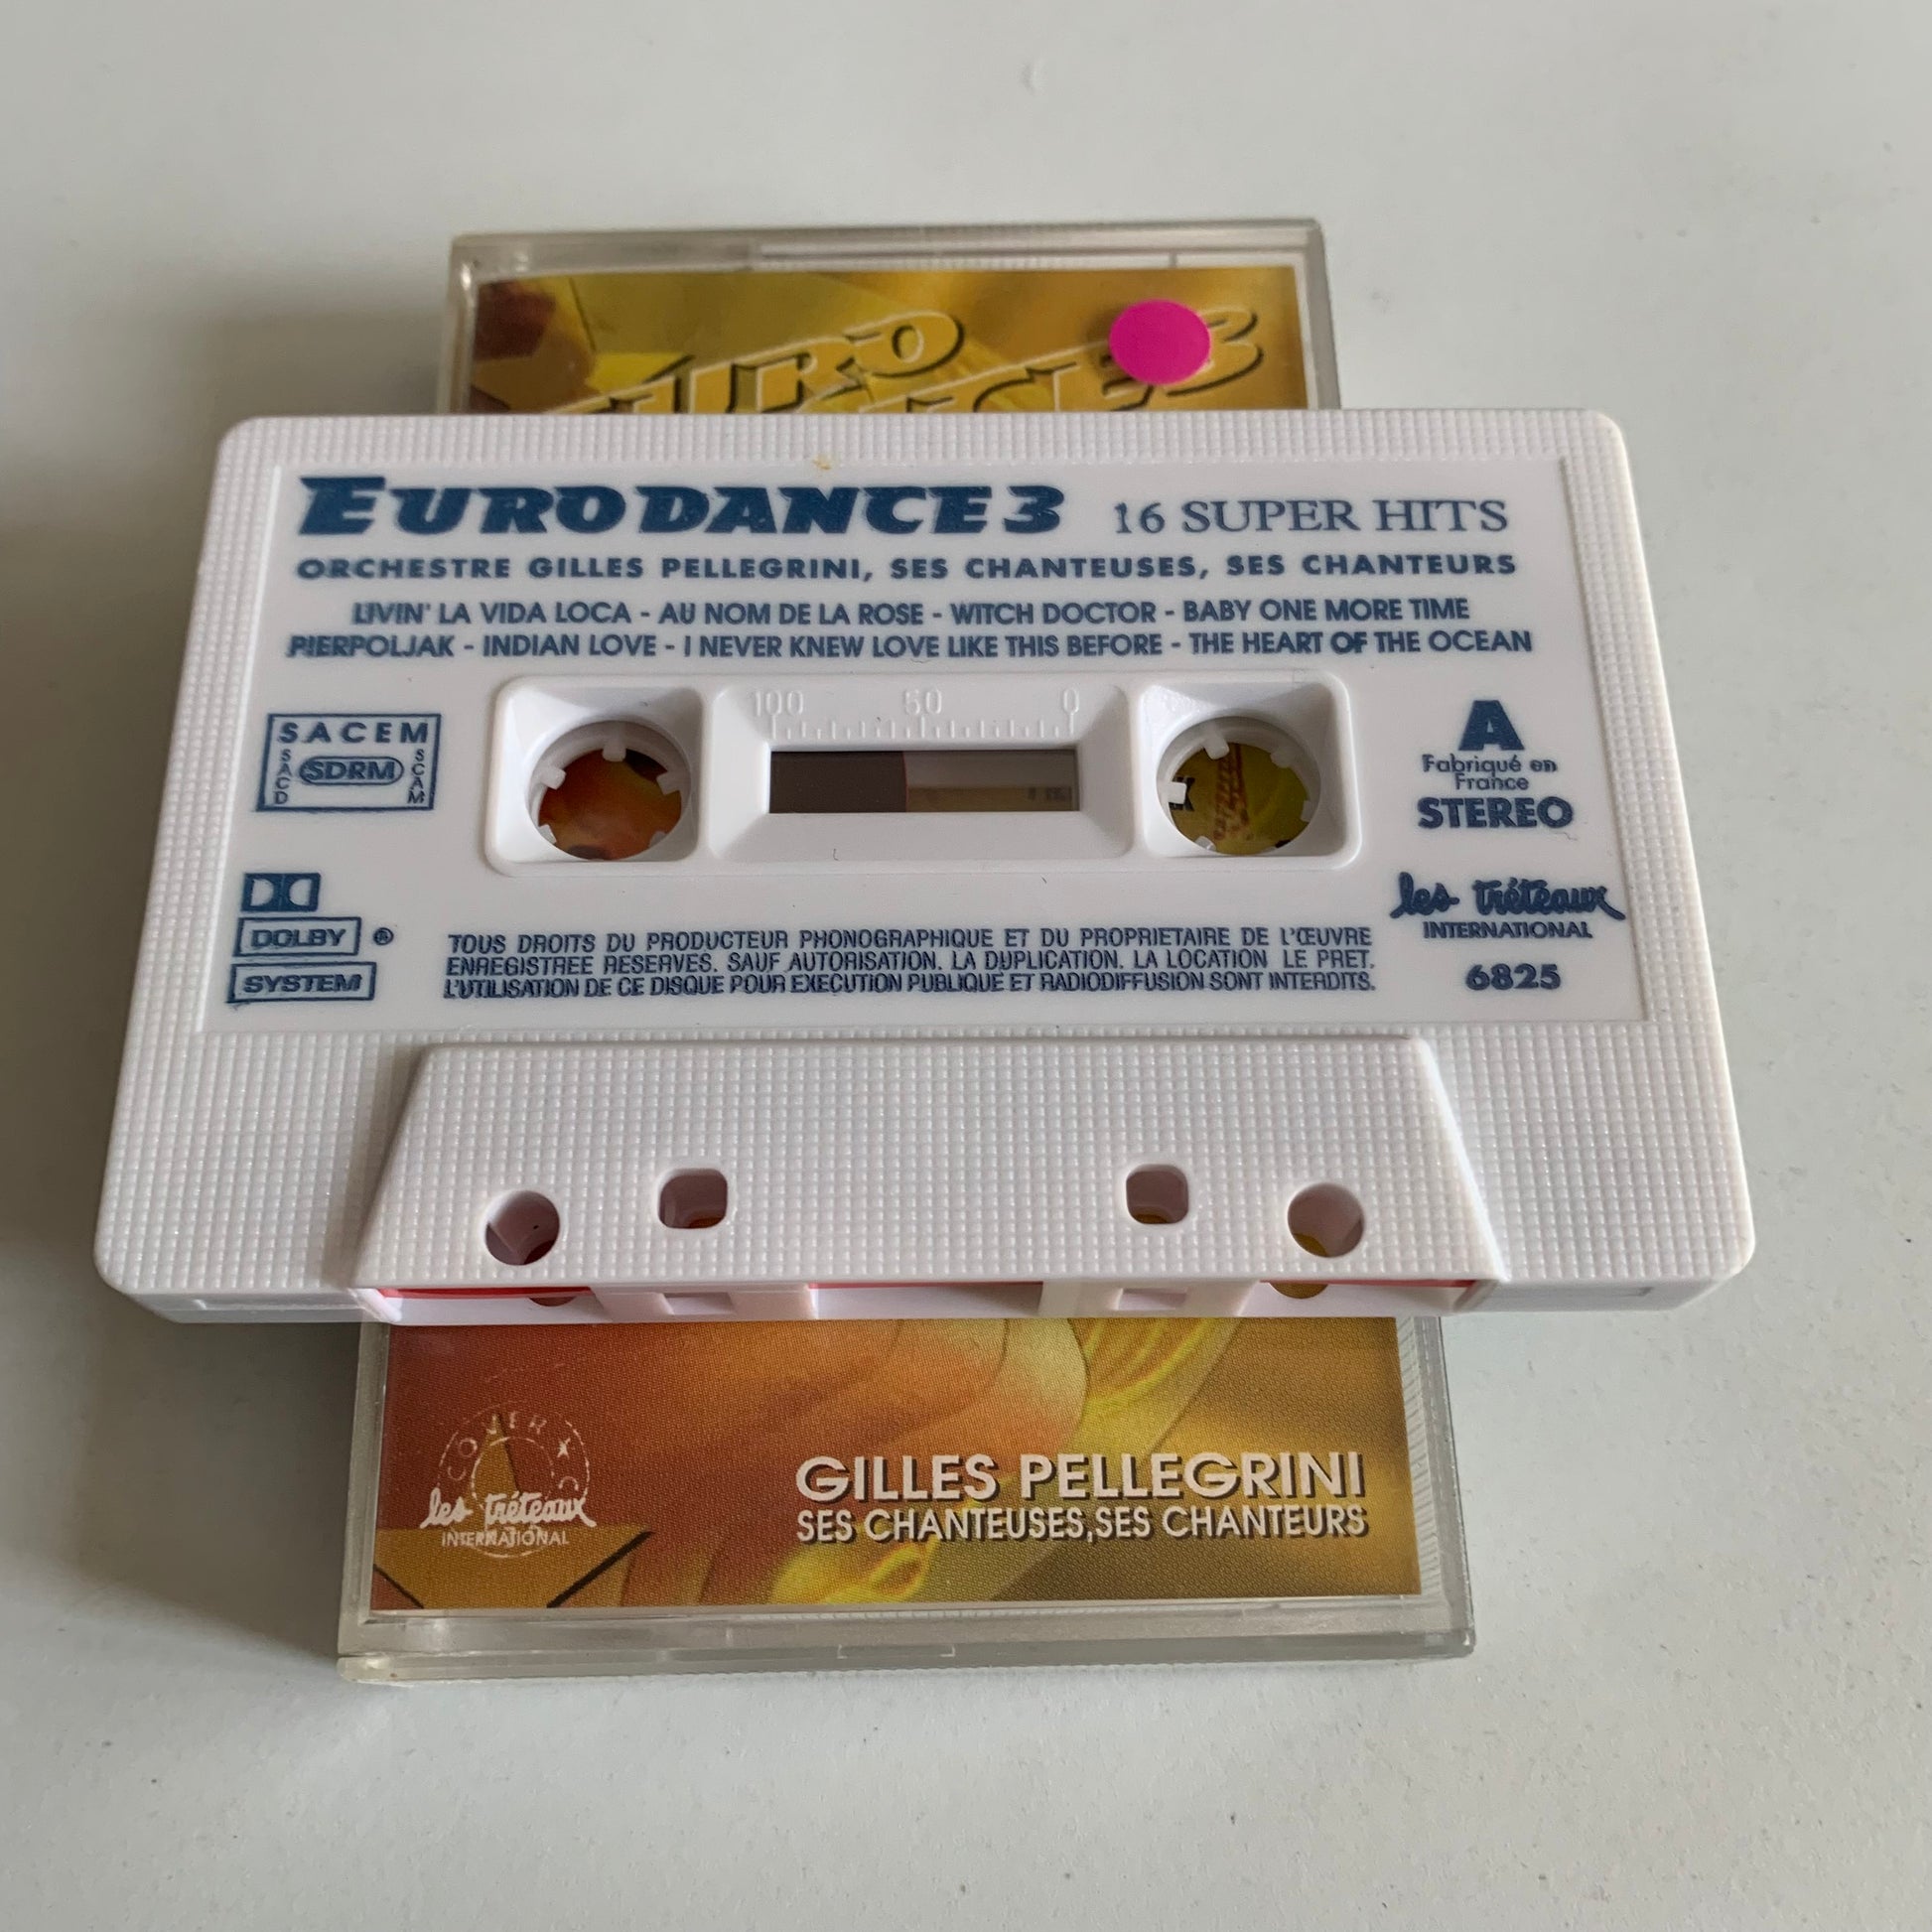 EURO
3
EURODANCE 3 16 SUPER HITS
ORCHESTRE GILLES PELLEGRINI, SES CHANTEUSES, SES CHANTEURS
LIVIN' LA VIDA LOCA - AU NOM DE LA ROSE - WITCH DOCTOR - BABY ONE MORE TIME
PIERPOLJAK - INDIAN LOVE - I NEVER KNEW LOVE LIKE THIS BEFORE - THE HEART OF THE OCEAN
100 50 0
SACEM
SACD
SDRM
SCAM
A
Fabriqué en
France
STEREO
DOLBY ®
SYSTEM
les tréteaux
INTERNATIONAL
6825
TOUS DROITS DU PRODUCTEUR PHONOGRAPHIQUE ET DU PROPRIETAIRE DE L'ŒUVRE
ENREGISTREE RESERVES. SAUF AUTORISATION. LA DUPLICATION. LA LOCATION LE PRET.
L'UTILISATION DE CE DISQUE POUR EXECUTION PUBLIQUE ET RADIODIFFUSION SONT INTERDITS.
COVER
les tréteaux
INTERNATIONAL
GILLES PELLEGRINI
SES CHANTEUSES,SES CHANTEURS